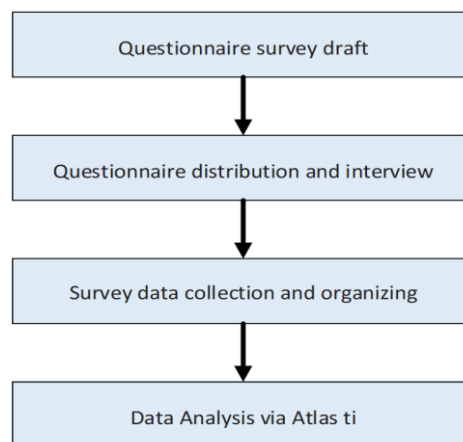 Questionnaire survey draft
Questionnaire distribution and interview
Survey data collection and organizing
Data Analysis via Atlas ti